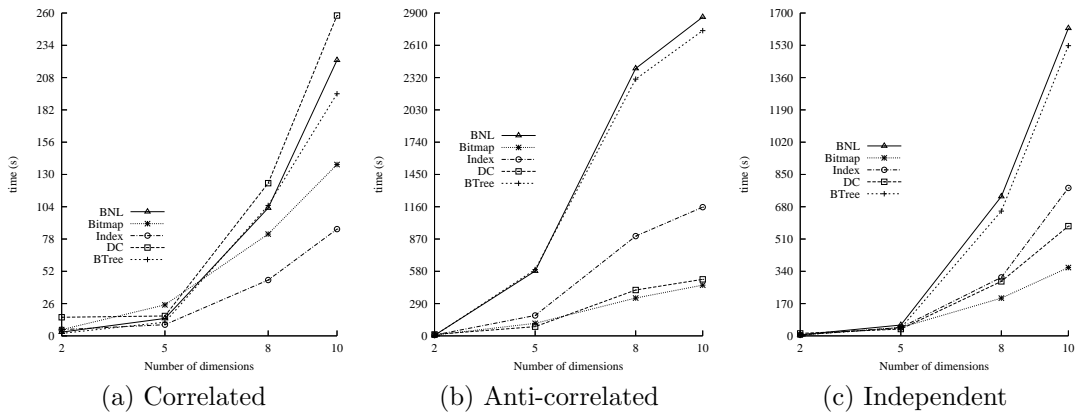 260
234
208
182
156
130
104
78
52
26
0
time (s)
BNL
Bitmap
Index
DC
BTree
2 5 8 10
Number of dimensions
(a) Correlated
2900
2610
2320
2030
1740
1450
1160
870
580
290
0
time (s)
BNL
Bitmap
Index
DC
BTree
2 5 8 10
Number of dimensions
(b) Anti-correlated
1700
1530
1360
1190
1020
850
680
510
340
170
0
time (s)
BNL
Bitmap
Index
DC
BTree
2 5 8 10
Number of dimensions
(c) Independent